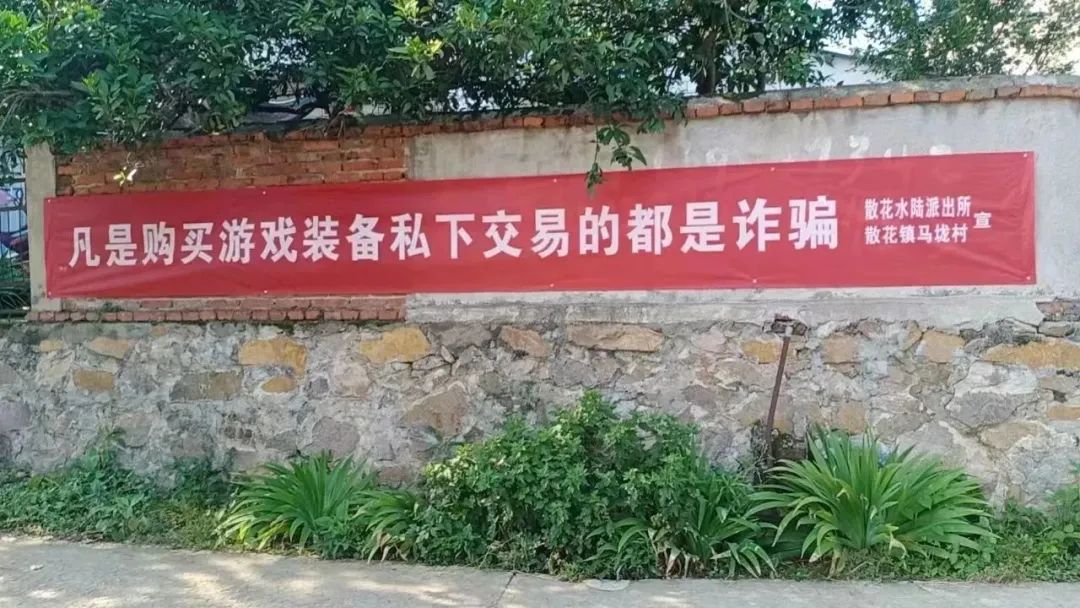 凡是购买游戏装备私下交易的都是诈骗
散花水陆派出所
散花镇马垅村
宣